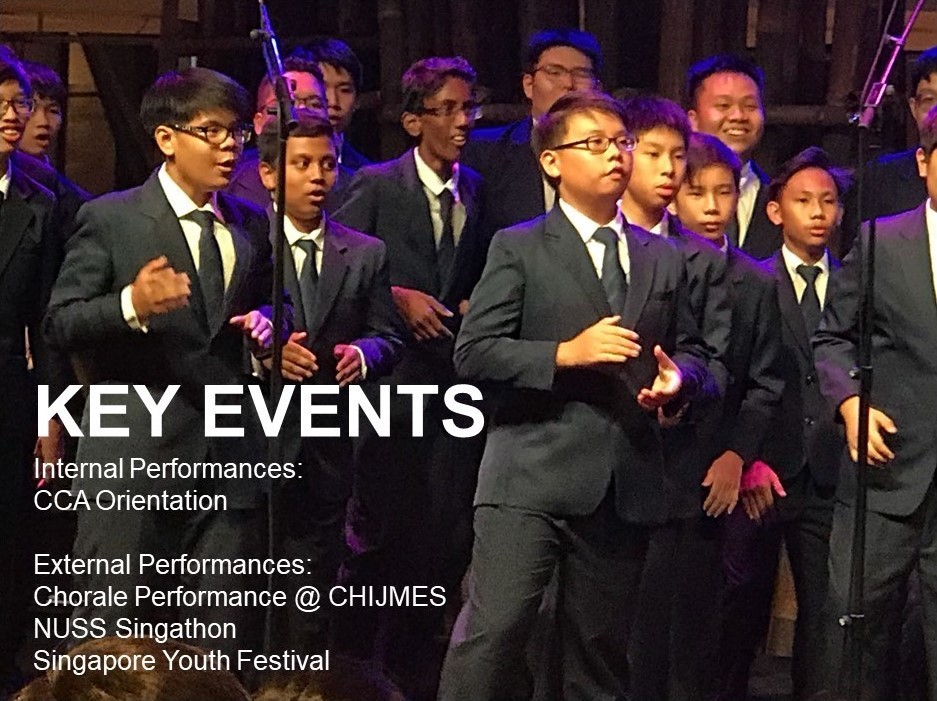 KEY EVENTS
Internal Performances:
CCA Orientation
External Performances:
Chorale Performance @ CHIJMES
NUSS Singathon
Singapore Youth Festival